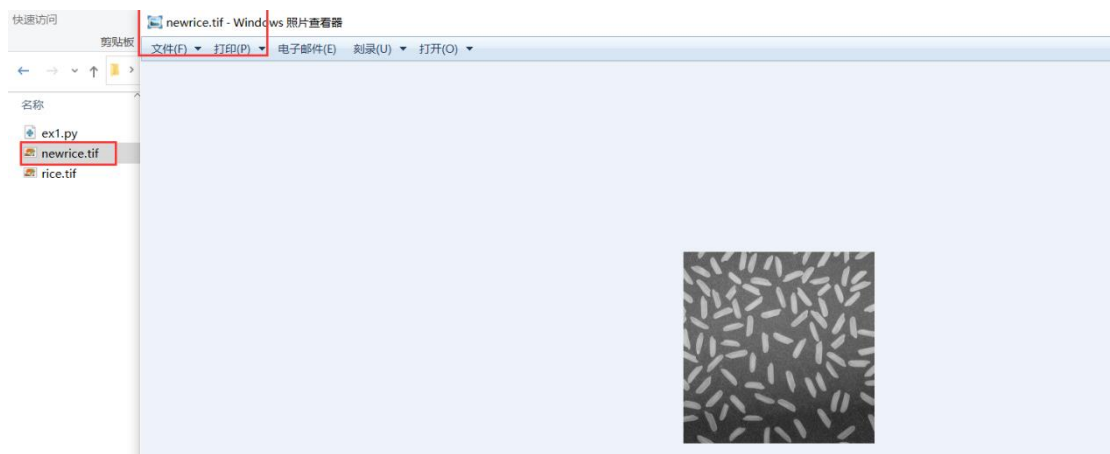 快速访问
newrice.tif - Windows 照片查看器
剪贴板
文件(F) 打印(P) 电子邮件(E) 刻录(U) 打开(O)
名称
ex1.py
newrice.tif
rice.tif